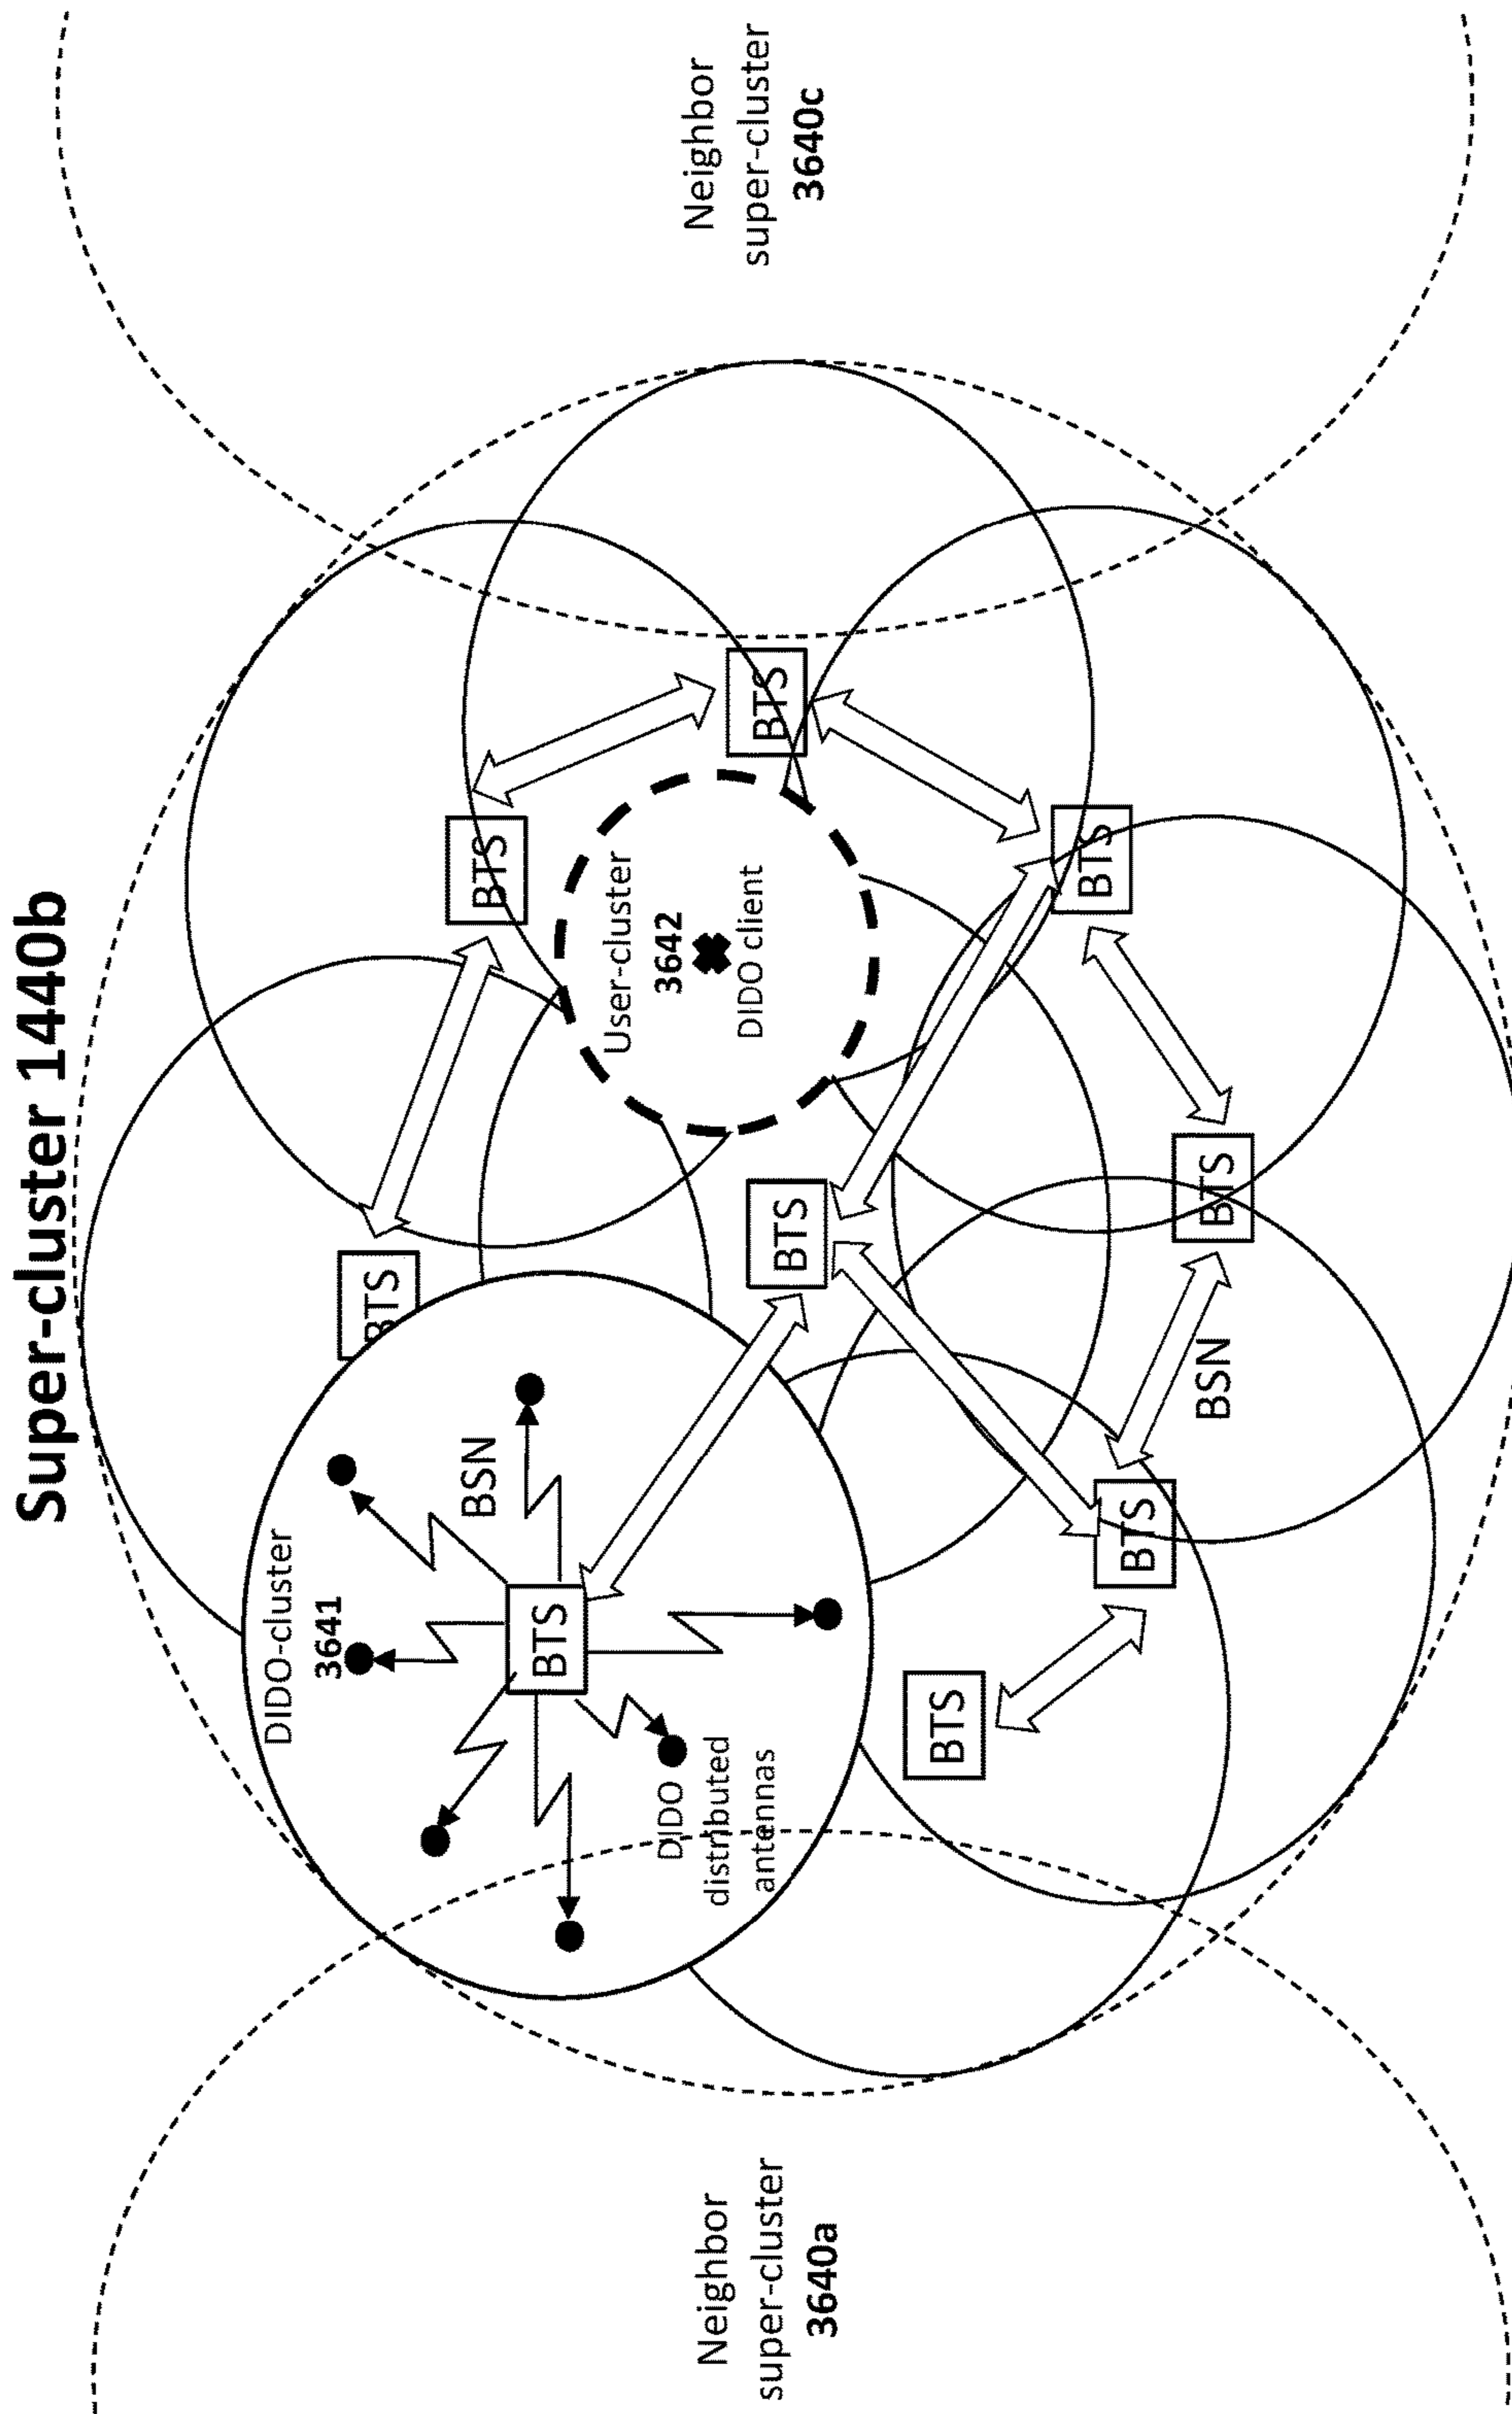 Super-cluster 1440b
DIDO-cluster
3641
BTS
BSN
BTS
BTS
User-cluster
3642
DIDO client
DIDO
distributed
antennas
Neighbor
super-cluster
3640a
Neighbor
super-cluster
3640c
BTS
BTS
BTS
BTS
BTS
BSN
BTS